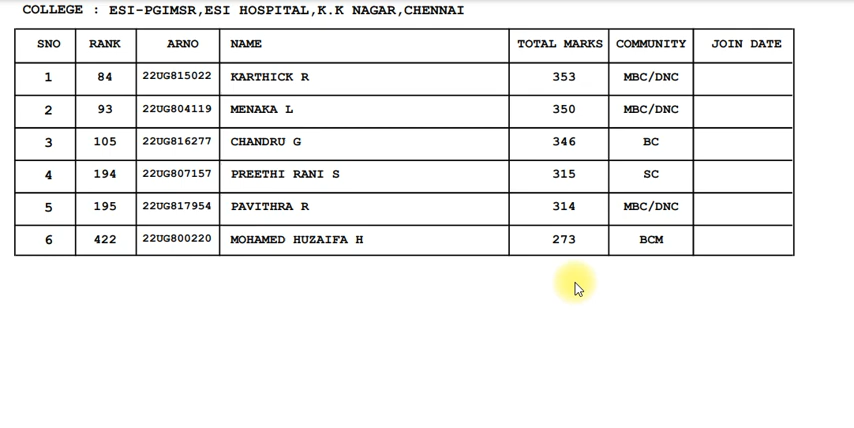 COLLEGE : ESI-PGIMSR,ESI HOSPITAL,K.K NAGAR,CHENNAI
SNO RANK ARNO NAME TOTAL MARKS COMMUNITY JOIN DATE
1 84 22UG815022 KARTHICK R 353 MBC/DNC
2 93 22UG804119 MENAKA L 350 MBC/DNC
3 105 22UG816277 CHANDRU G 346 BC
4 194 22UG807157 PREETHI RANI S 315 SC
5 195 22UG817954 PAVITHRA R 314 MBC/DNC
6 422 22UG800220 MOHAMED HUZAIFA H 273 BCM